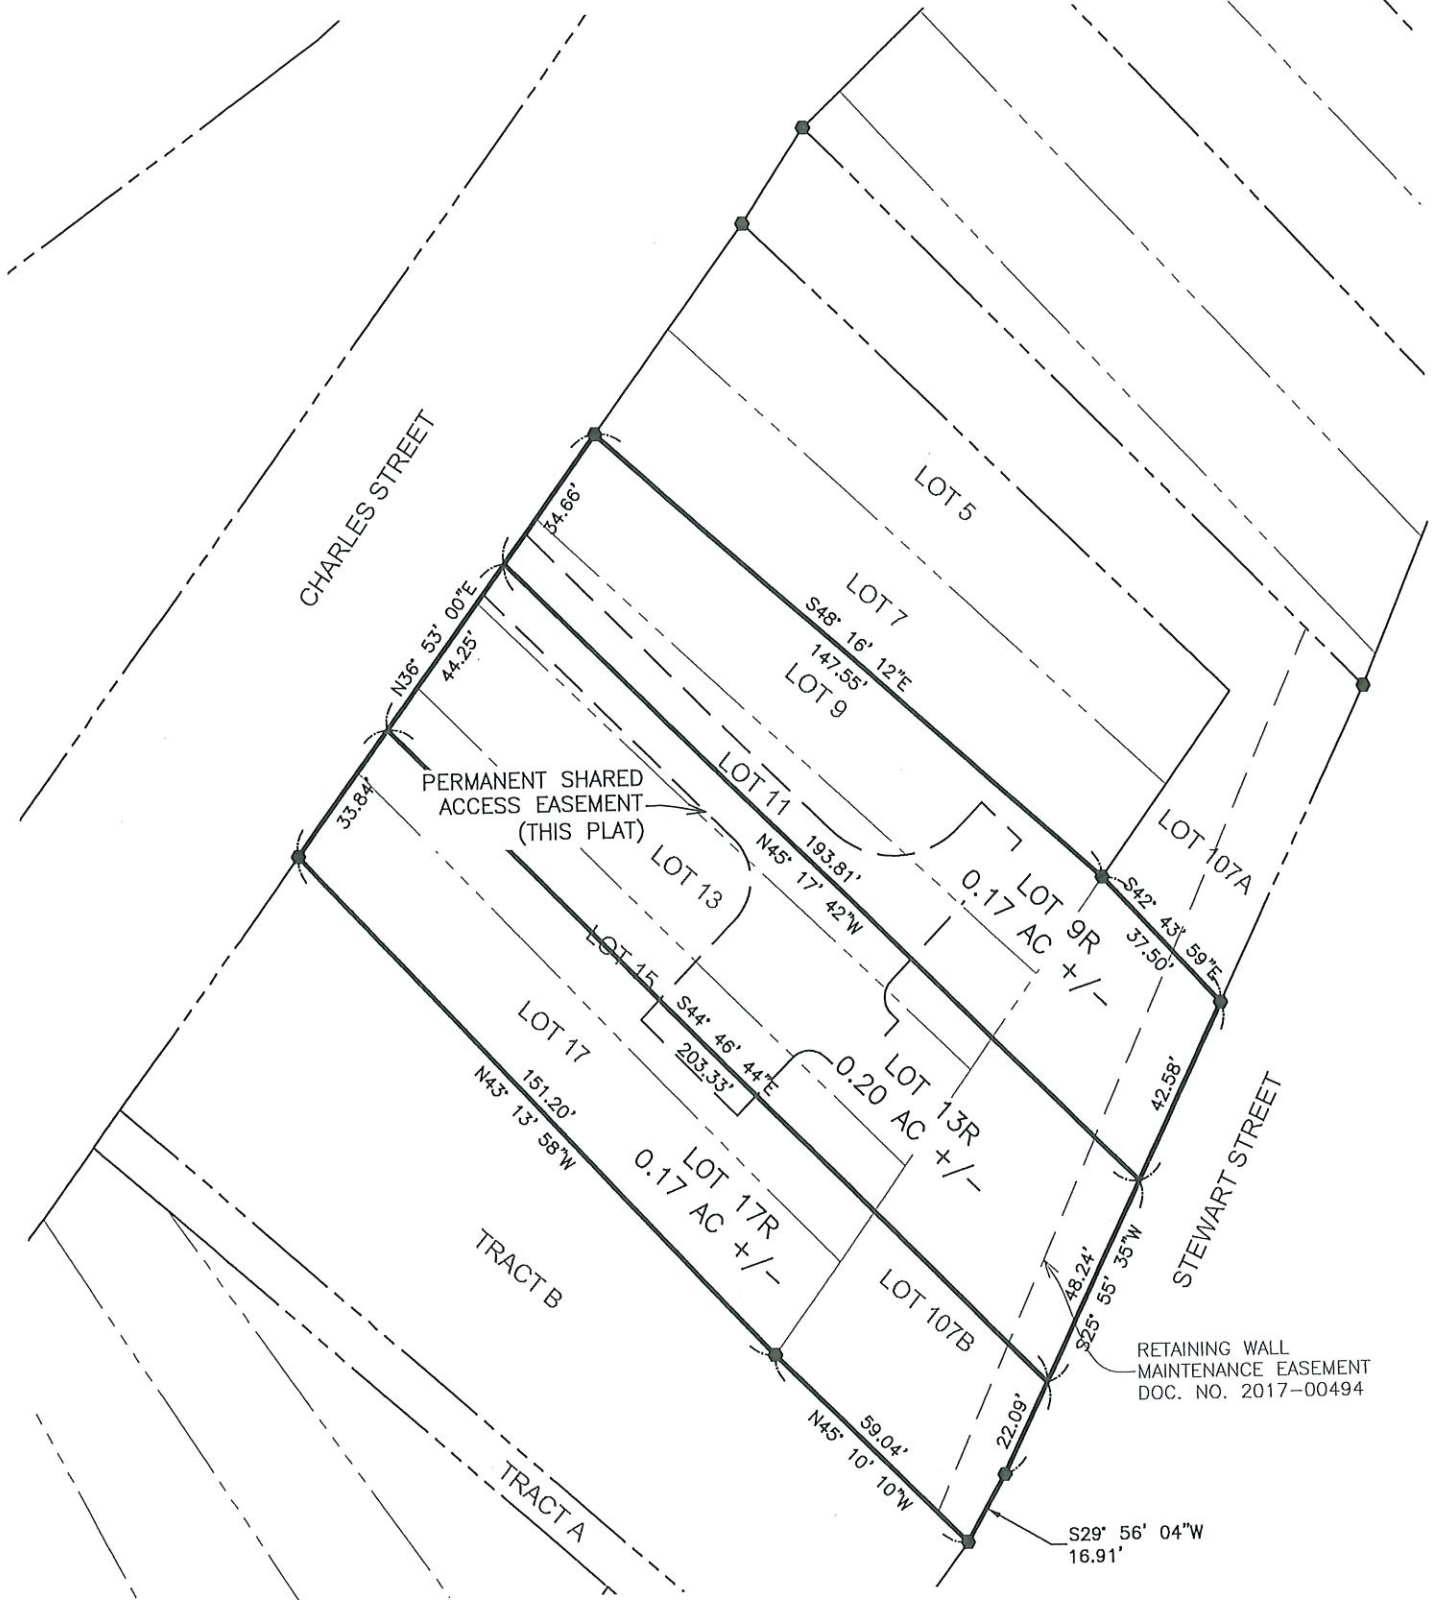 CHARLES STREET
LOT 5
LOT 7
34.66'
S48° 16' 12"E
147.55'
LOT 9
N36° 53' 00"E
44.25'
LOT 11
PERMANENT SHARED
ACCESS EASEMENT
(THIS PLAT)
33.84'
LOT 107A
193.81'
N45° 17' 42"W
LOT 13
LOT 9R
0.17 AC +/-
S42° 43' 59"E
37.50'
LOT 15
S44° 46' 44"E
203.33'
LOT 17
LOT 13R
0.20 AC +/-
42.58'
151.20'
N43° 13' 58"W
STEWART STREET
LOT 17R
0.17 AC +/-
TRACT B
48.24'
S25° 55' 35"W
LOT 107B
RETAINING WALL
MAINTENANCE EASEMENT
DOC. NO. 2017-00494
22.09'
59.04'
N45° 10' 10"W
TRACT A
S29° 56' 04"W
16.91'